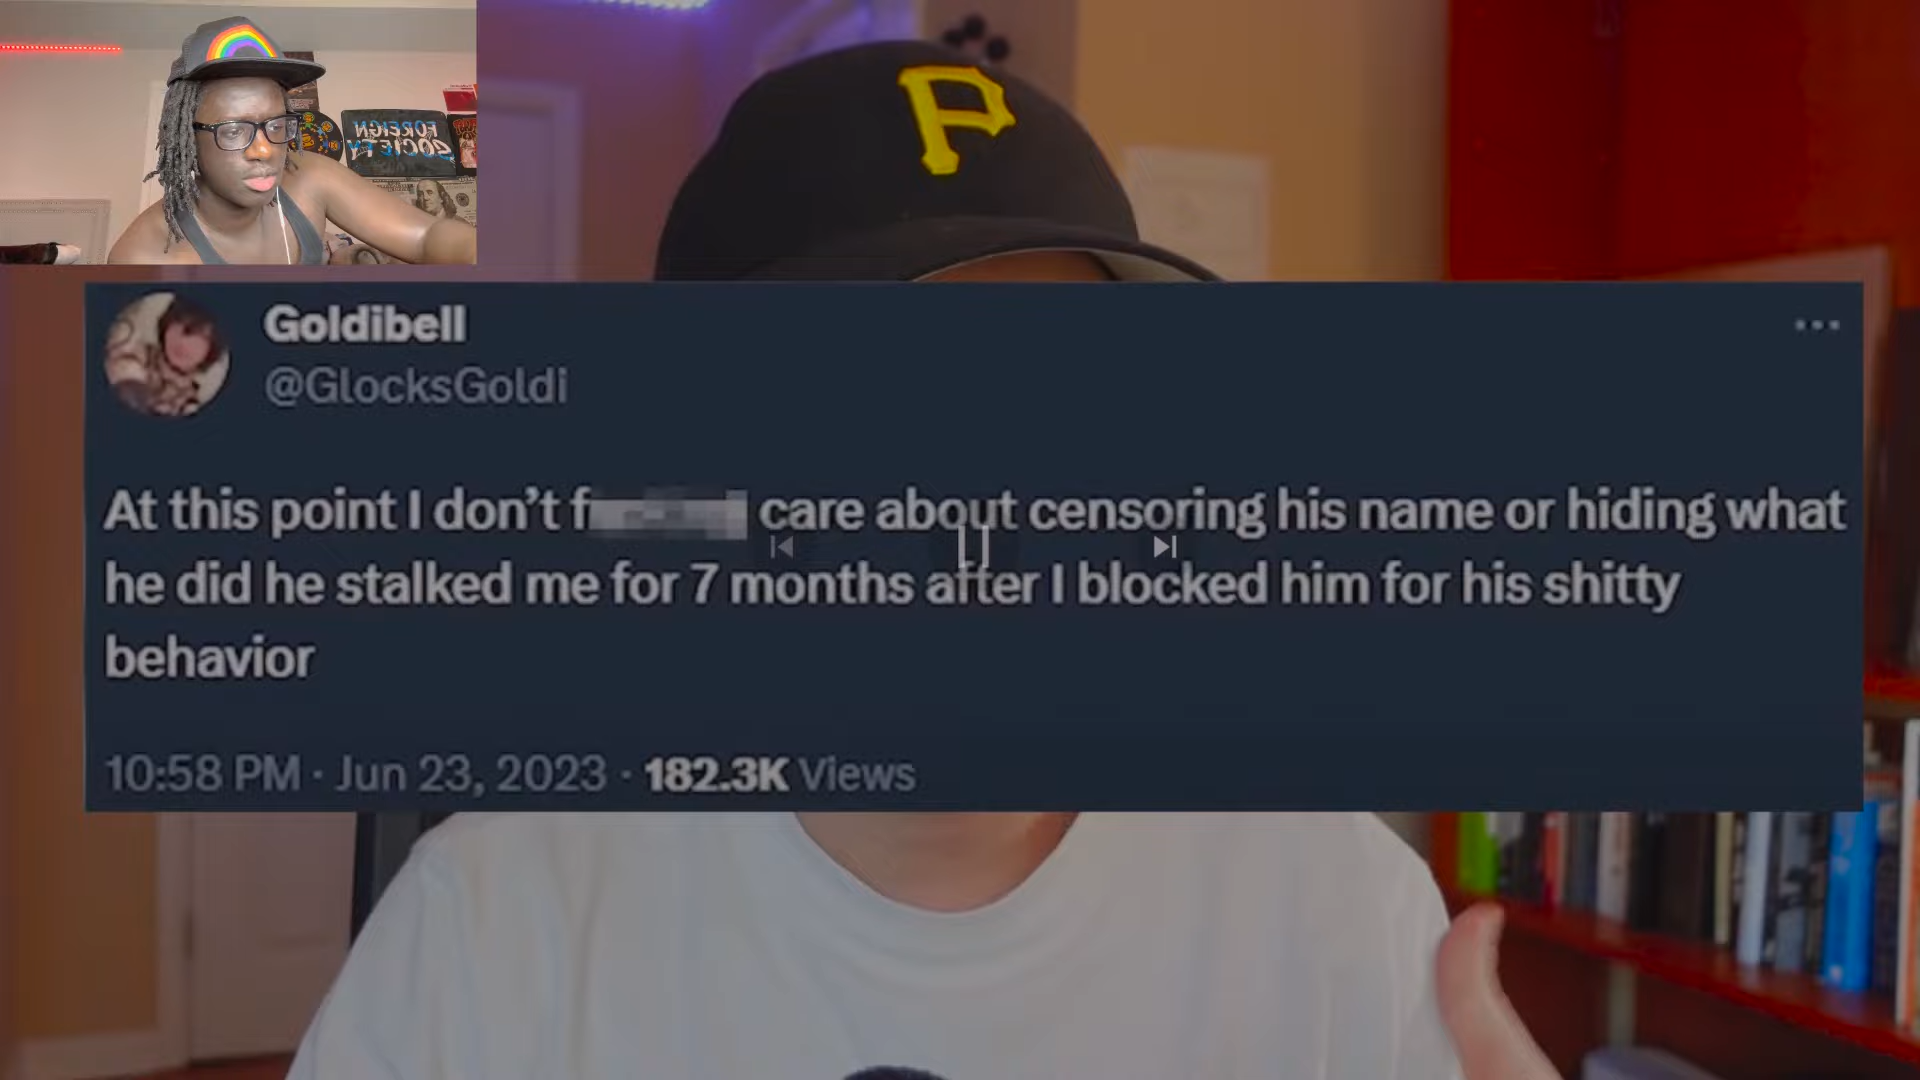 P
FOREIGN
SOCIETY
Goldibell
@GlocksGoldi
At this point I don't f care about censoring his name or hiding what
he did he stalked me for 7 months after I blocked him for his shitty
behavior
10:58 PM · Jun 23, 2023 · 182.3K Views